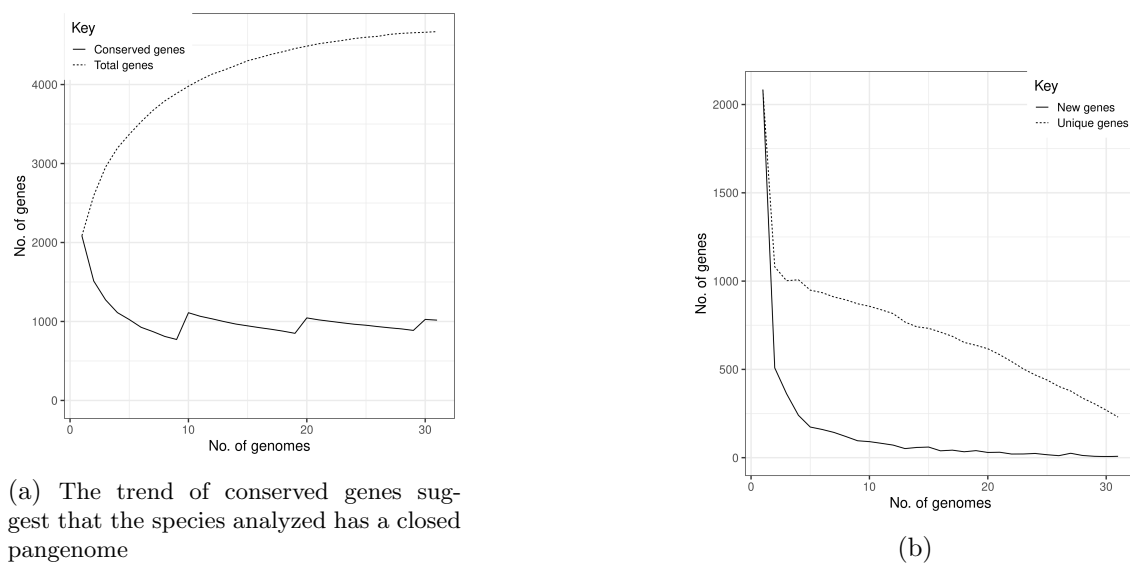 Key
Conserved genes
Total genes
4000
3000
2000
1000
0
No. of genes
0 10 20 30
No. of genomes
(a) The trend of conserved genes sug-
gest that the species analyzed has a closed
pangenome
Key
New genes
Unique genes
2000
1500
1000
500
0
No. of genes
0 10 20 30
No. of genomes
(b)